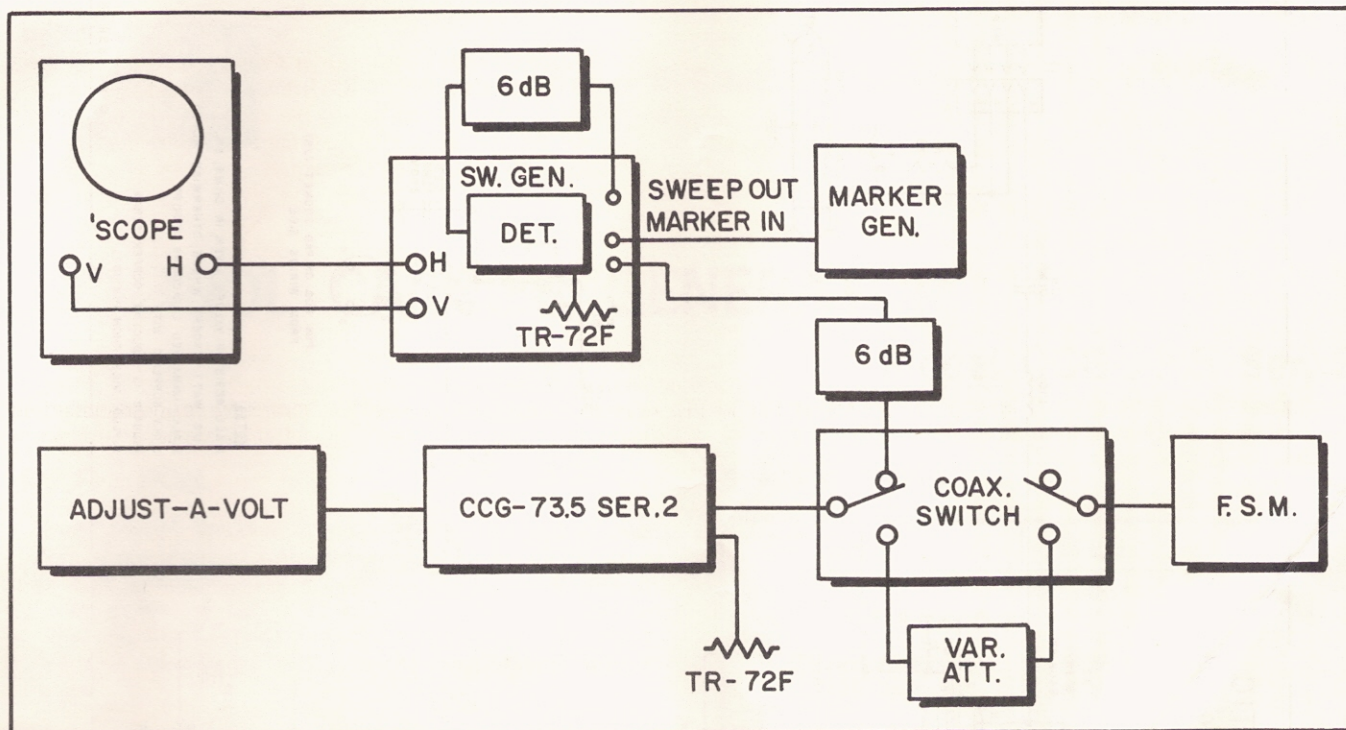 6 dB
SW. GEN.
SWEEP OUT
MARKER IN
MARKER
GEN.
'SCOPE
DET.
V
H
H
V
TR-72F
6 dB
ADJUST-A-VOLT
CCG-73.5 SER.2
COAX.
SWITCH
F. S. M.
VAR.
ATT.
TR-72F